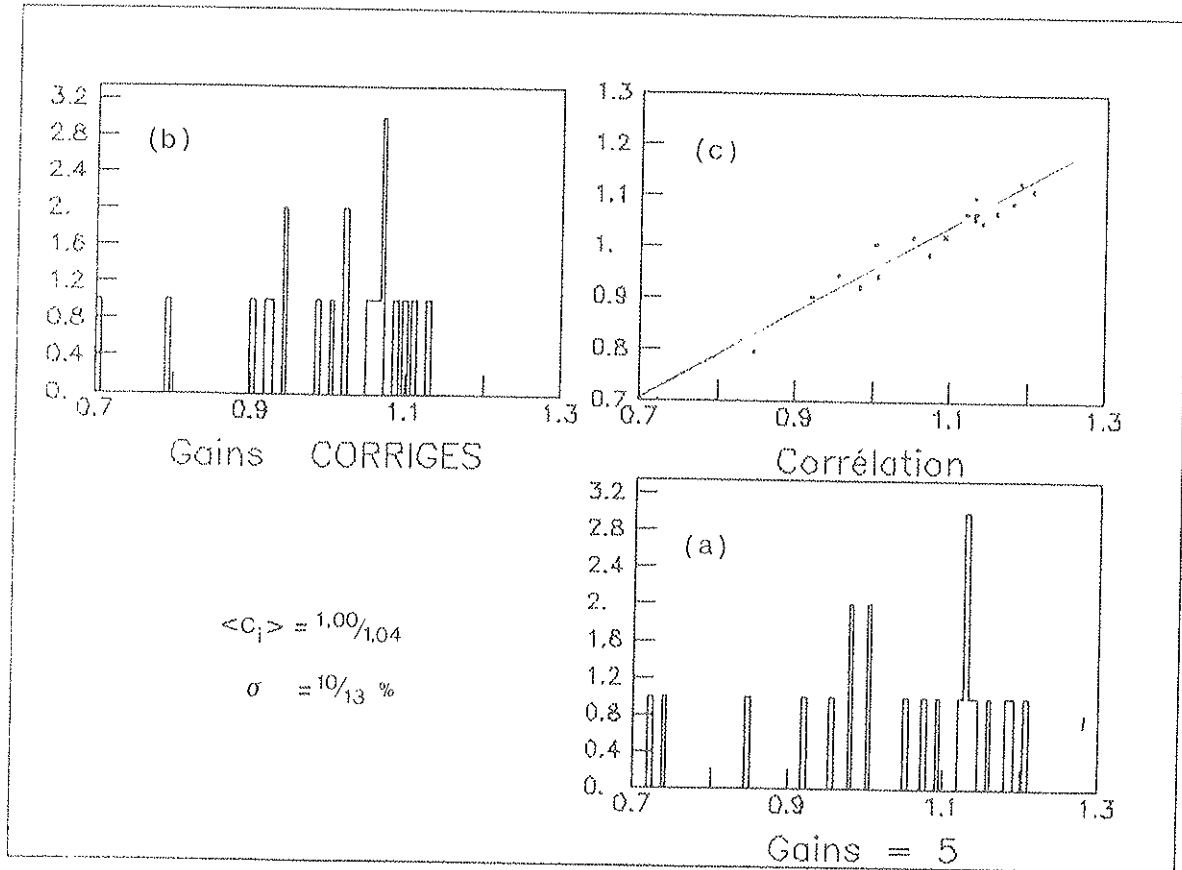 3.2
2.8
2.4
2.
1.6
1.2
0.8
0.4
0.
(b)
0.7 0.9 1.1 1.3
Gains CORRIGES
1.3
1.2
1.1
1.
0.9
0.8
0.7
(c)
0.7 0.9 1.1 1.3
Corrélation
3.2
2.8
2.4
2.
1.6
1.2
0.8
0.4
0.
(a)
0.7 0.9 1.1 1.3
Gains = 5
<Ci> = 1.00/1.04
σ = 10/13 %